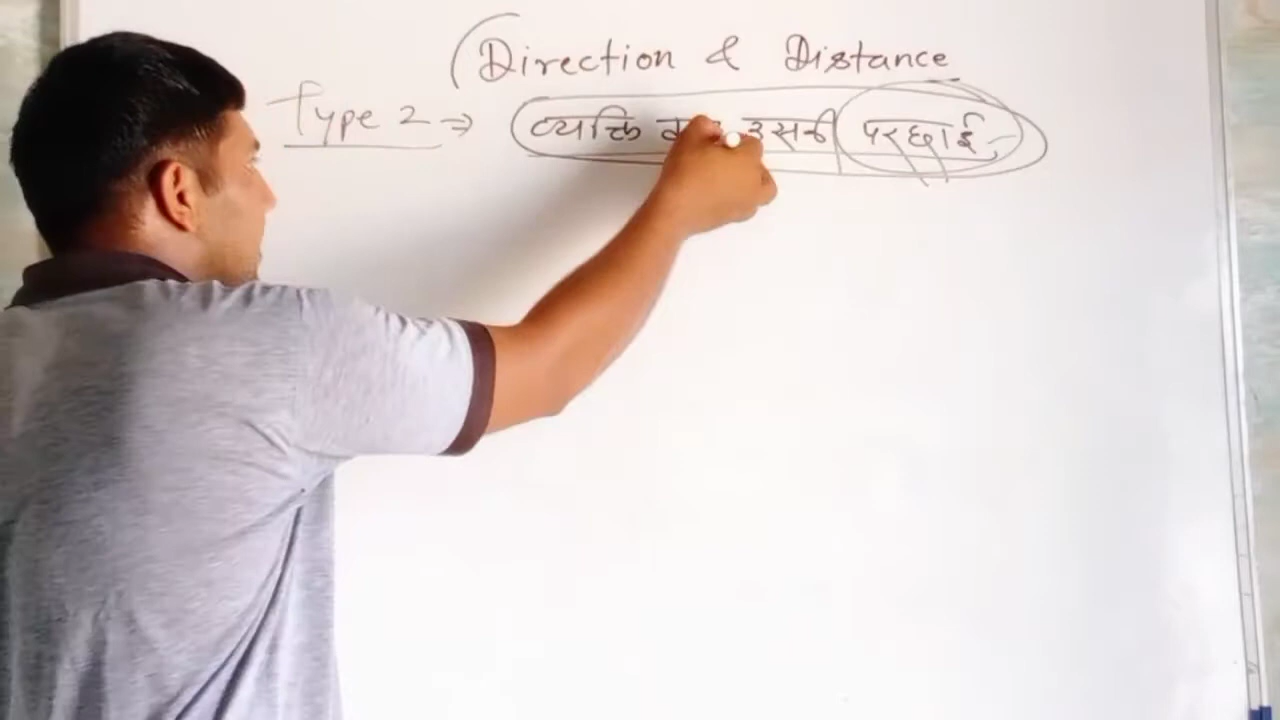 Direction & Distance
Type 2 ⇒ व्यक्ति उसकी परछाई